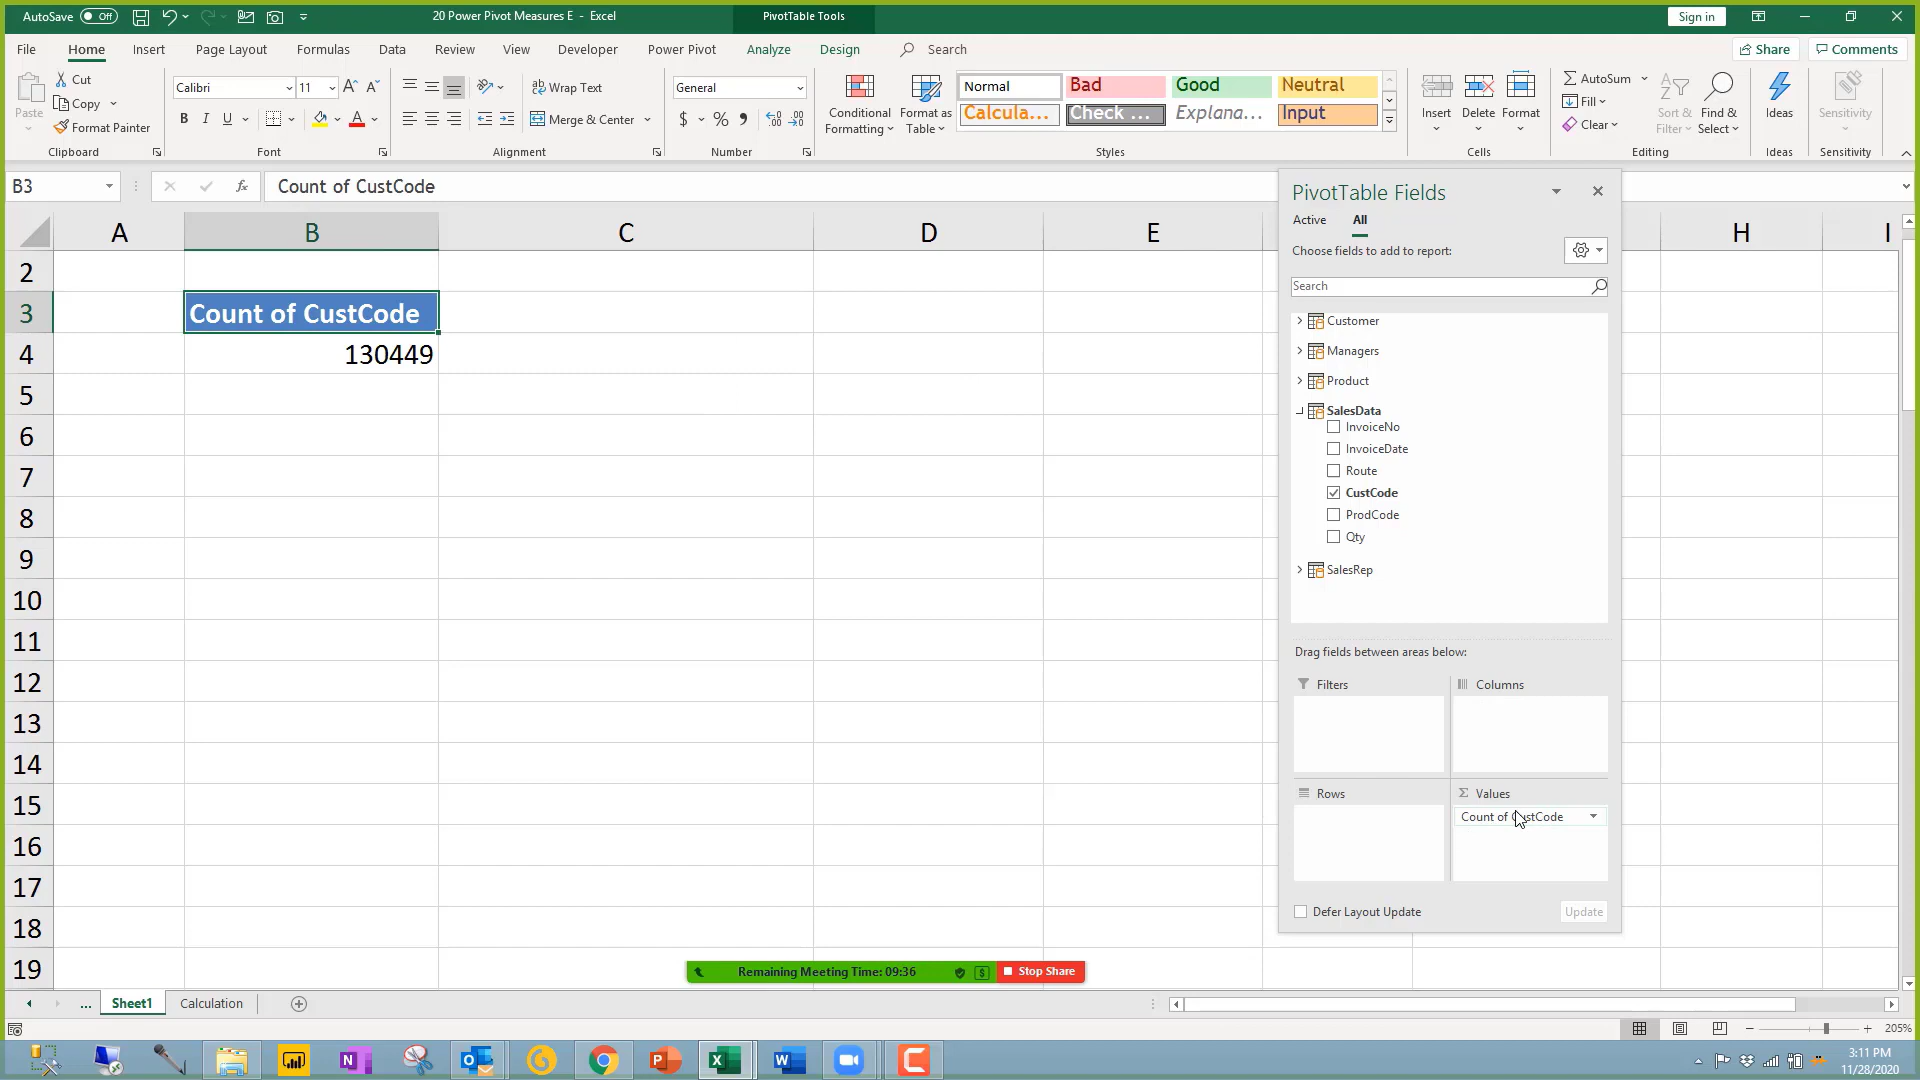 AutoSave Off 20 Power Pivot Measures E - Excel PivotTable Tools Sign in
File Home Insert Page Layout Formulas Data Review View Developer Power Pivot Analyze Design Search Share Comments
Paste Cut Copy Format Painter Clipboard
Calibri 11 B I U A Font
Wrap Text Merge & Center Alignment
General $ % Number
Conditional Formatting Format as Table
Normal Bad Good Neutral
Calcula... Check ... Explana... Input
Styles
Insert Delete Format Cells
AutoSum Fill Clear Sort & Filter Find & Select Editing
Ideas Ideas
Sensitivity Sensitivity
B3 fx Count of CustCode
A B C D E H I
2
3 Count of CustCode
4 130449
5
6
7
8
9
10
11
12
13
14
15
16
17
18
19
PivotTable Fields
Active All
Choose fields to add to report:
Search
Customer
Managers
Product
SalesData
InvoiceNo
InvoiceDate
Route
CustCode
ProdCode
Qty
SalesRep
Drag fields between areas below:
Filters Columns
Rows Values
Count of CustCode
Defer Layout Update Update
Remaining Meeting Time: 09:36 Stop Share
... Sheet1 Calculation
205%
3:11 PM
11/28/2020